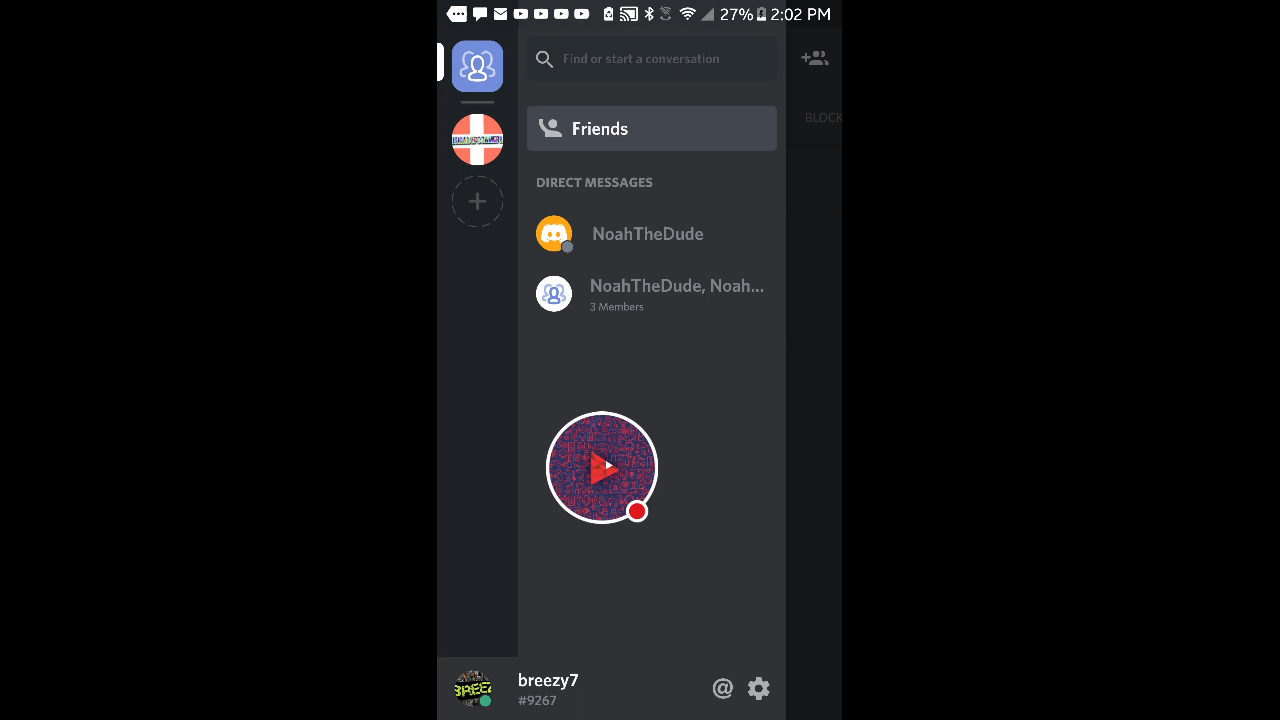 27% 2:02 PM
Find or start a conversation
BLOCK
Friends
DIRECT MESSAGES
NoahTheDude
NoahTheDude, Noah...
3 Members
BREEZ
breezy7
#9267
@